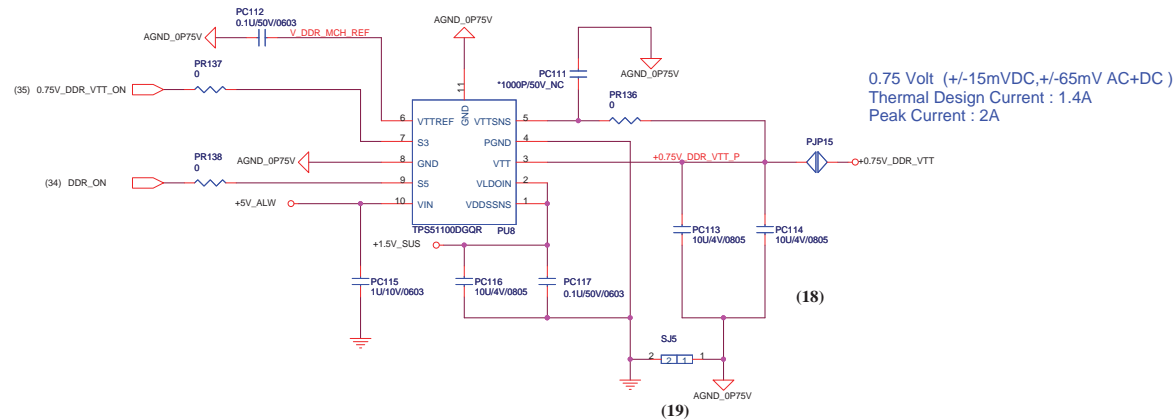 PC112
0.1U/50V/0603
AGND_0P75V
V_DDR_MCH_REF
AGND_0P75V
PR137
0
(35) 0.75V_DDR_VTT_ON
PC111
*1000P/50V_NC
AGND_0P75V
PR136
0
0.75 Volt (+/-15mVDC,+/-65mV AC+DC )
Thermal Design Current : 1.4A
Peak Current : 2A
11
GND
6 VTTREF VTTSNS 5
7 S3 PGND 4
8 GND VTT 3
9 S5 VLDOIN 2
10 VIN VDDSSNS 1
TPS51100DGQR PU8
AGND_0P75V
PR138
0
(34) DDR_ON
+5V_ALW
+0.75V_DDR_VTT_P
PJP15
+0.75V_DDR_VTT
+1.5V_SUS
PC113
10U/4V/0805
PC114
10U/4V/0805
PC115
1U/10V/0603
PC116
10U/4V/0805
PC117
0.1U/50V/0603
(18)
SJ5
2 2 1 1
AGND_0P75V
(19)